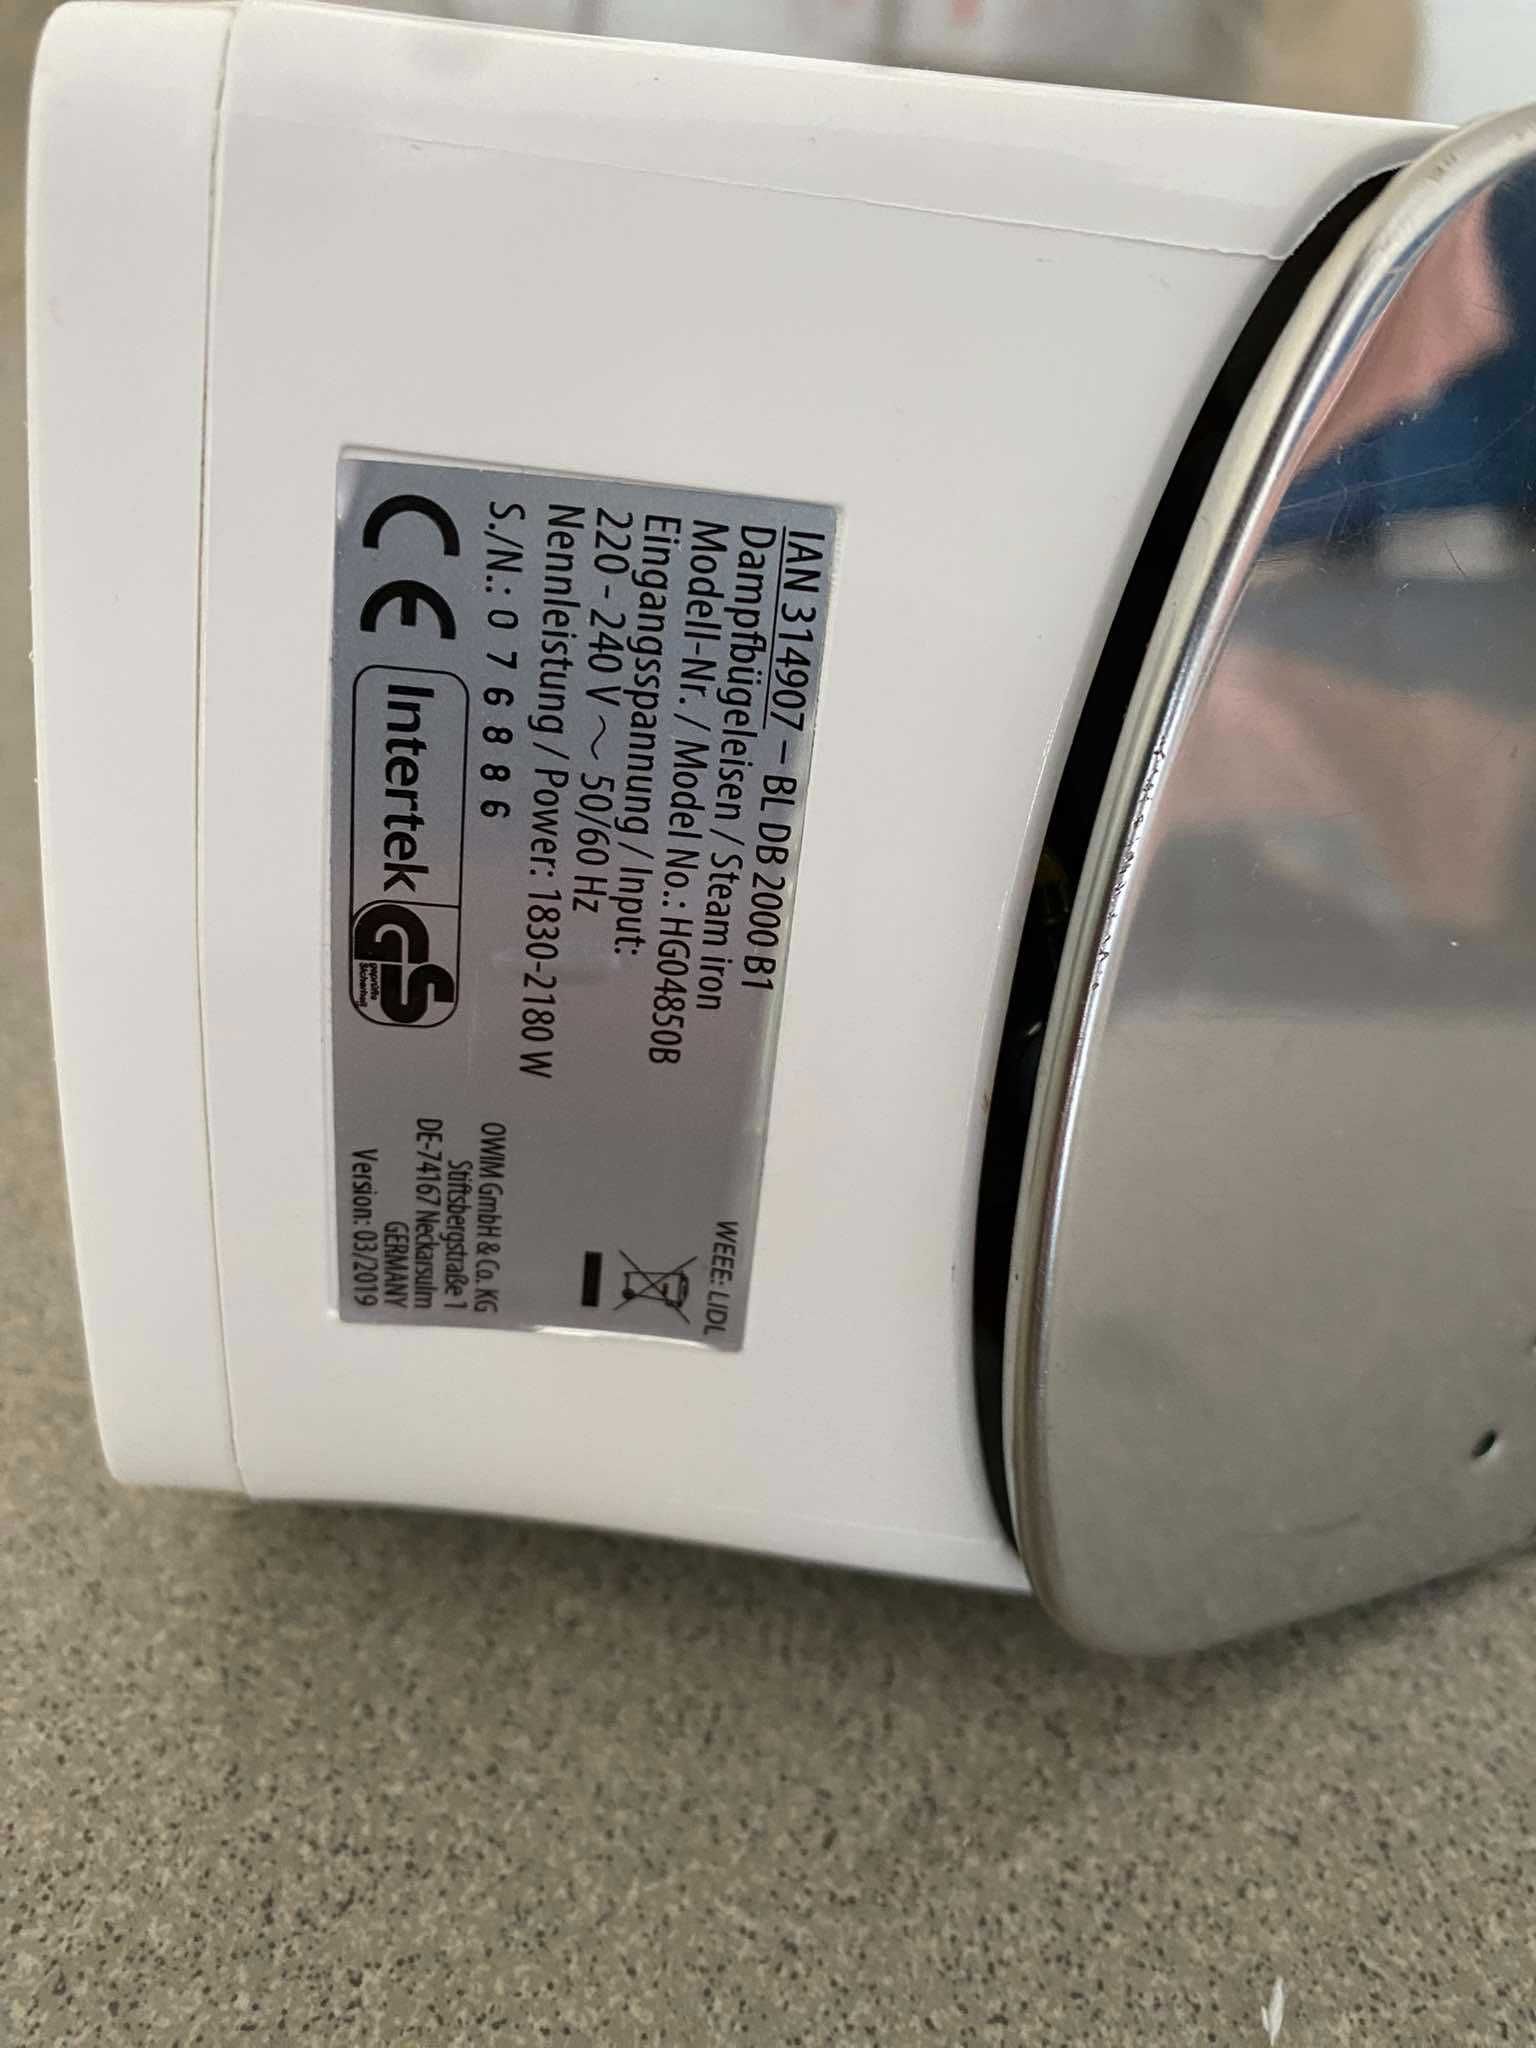 IAN 314907 – BL DB 2000 B1
Dampfbügeleisen / Steam iron
Modell-Nr. / Model No.: HG04850B
Eingangsspannung / Input:
220 - 240 V ~ 50/60 Hz
Nennleistung / Power: 1830-2180 W
S./N.: 0 7 6 8 8 6
CE Intertek GS
geprüfte
Sicherheit
WEEE: LIDL
OWIM GmbH & Co. KG
Stiftsbergstraße 1
DE-74167 Neckarsulm
GERMANY
Version: 03/2019